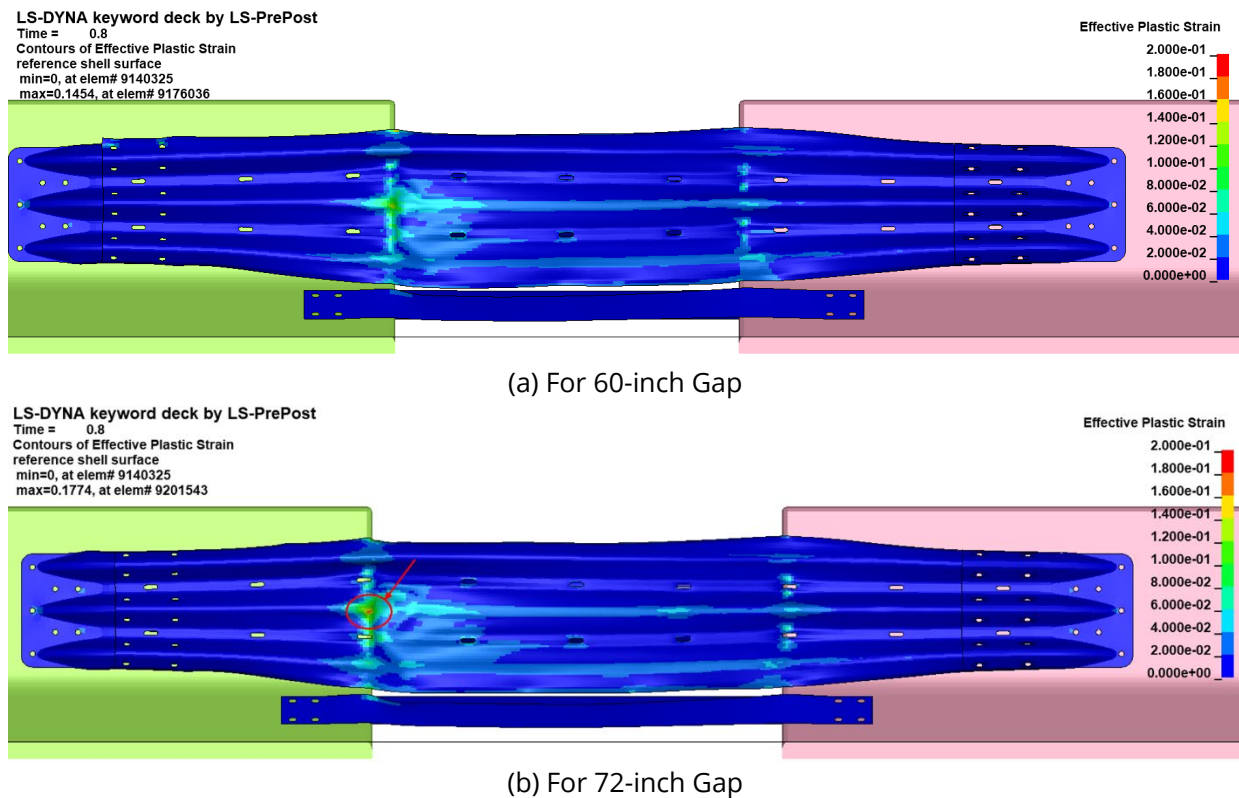 LS-DYNA keyword deck by LS-PrePost
Time =       0.8
Contours of Effective Plastic Strain
reference shell surface
min=0, at elem# 9140325
max=0.1454, at elem# 9176036
Effective Plastic Strain
2.000e-01
1.800e-01
1.600e-01
1.400e-01
1.200e-01
1.000e-01
8.000e-02
6.000e-02
4.000e-02
2.000e-02
0.000e+00
(a) For 60-inch Gap
LS-DYNA keyword deck by LS-PrePost
Time =       0.8
Contours of Effective Plastic Strain
reference shell surface
min=0, at elem# 9140325
max=0.1774, at elem# 9201543
Effective Plastic Strain
2.000e-01
1.800e-01
1.600e-01
1.400e-01
1.200e-01
1.000e-01
8.000e-02
6.000e-02
4.000e-02
2.000e-02
0.000e+00
(b) For 72-inch Gap